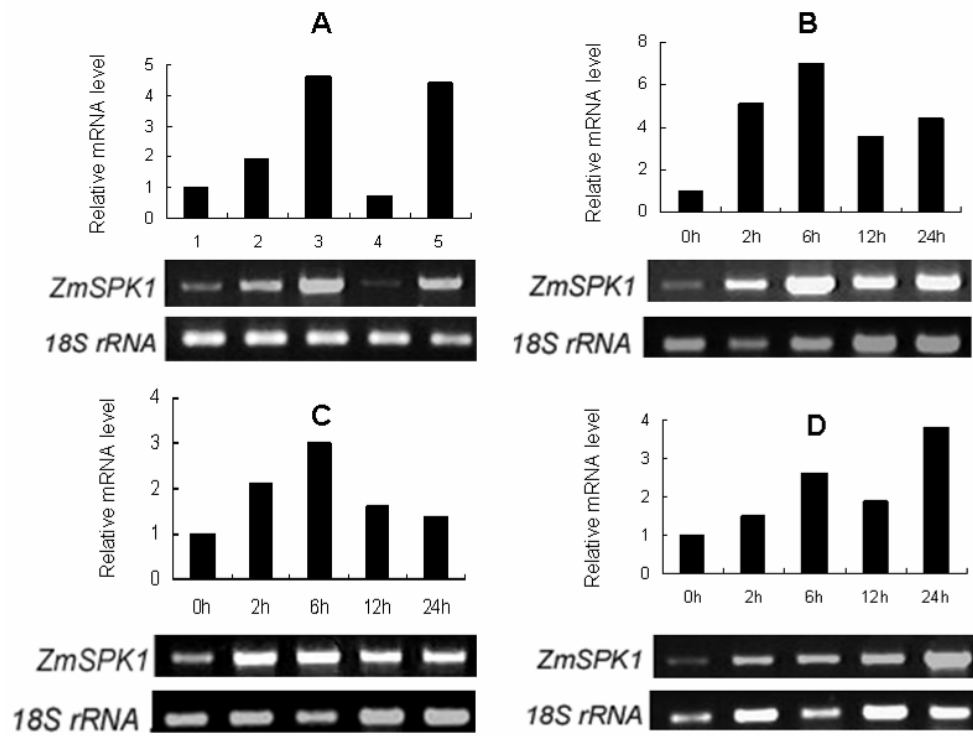 A
Relative mRNA level
5
4
3
2
1
0
1 2 3 4 5
ZmSPK1
18S rRNA
B
Relative mRNA level
8
6
4
2
0
0h 2h 6h 12h 24h
ZmSPK1
18S rRNA
C
Relative mRNA level
4
3
2
1
0
0h 2h 6h 12h 24h
ZmSPK1
18S rRNA
D
Relative mRNA level
4
3
2
1
0
0h 2h 6h 12h 24h
ZmSPK1
18S rRNA